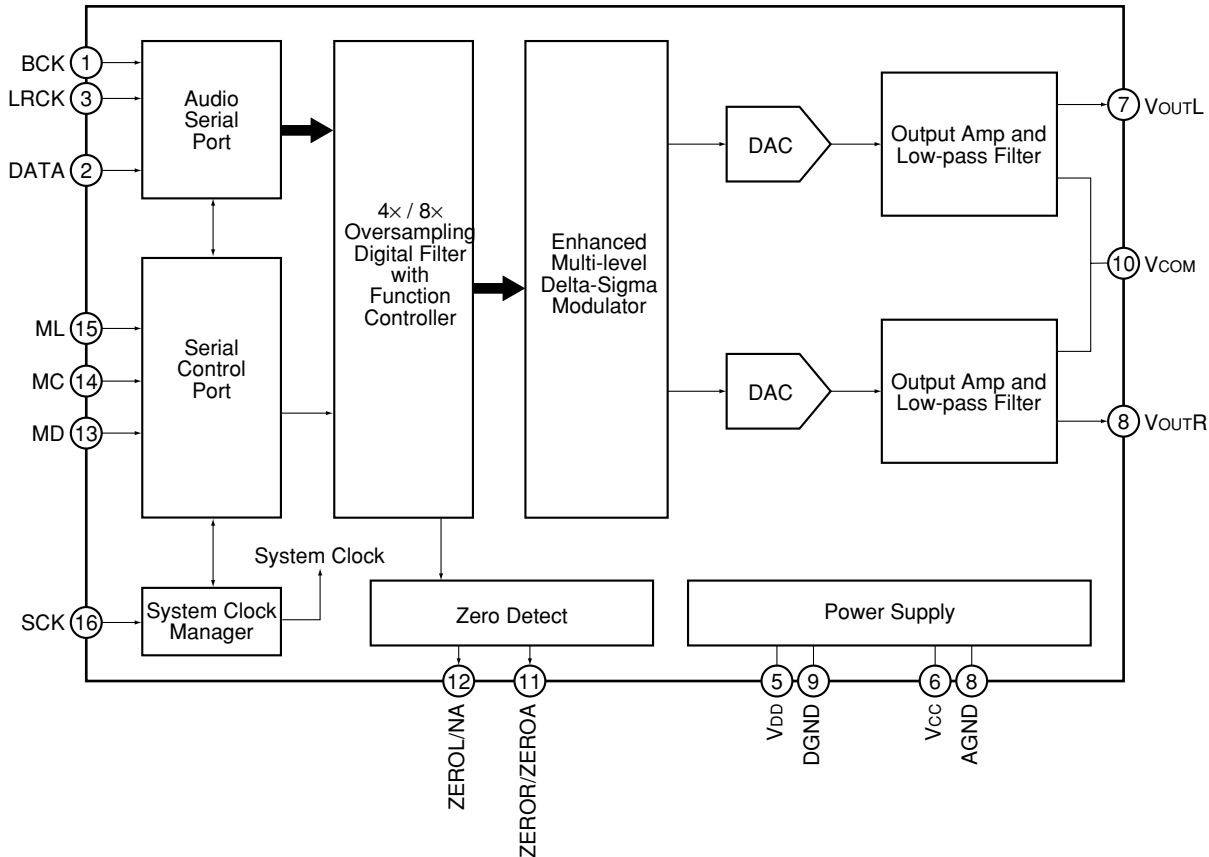 BCK 1
LRCK 3
DATA 2
Audio
Serial
Port
ML 15
MC 14
MD 13
Serial
Control
Port
SCK 16
System Clock
Manager
System Clock
4× / 8×
Oversampling
Digital Filter
with
Function
Controller
Enhanced
Multi-level
Delta-Sigma
Modulator
DAC
DAC
Output Amp and
Low-pass Filter
Output Amp and
Low-pass Filter
7 VOUTL
10 VCOM
8 VOUTR
Zero Detect
Power Supply
12
ZEROL/NA
11
ZEROR/ZEROA
5
VDD
9
DGND
6
VCC
8
AGND